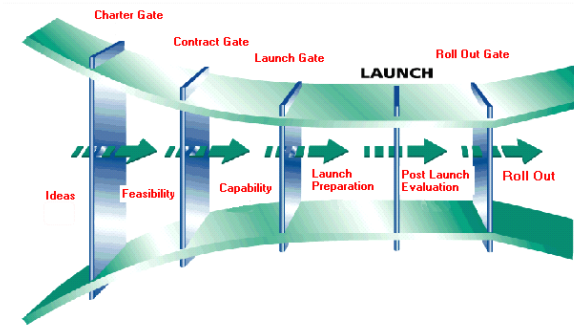 Charter Gate
Contract Gate
Launch Gate
LAUNCH
Roll Out Gate
Ideas
Feasibility
Capability
Launch
Preparation
Post Launch
Evaluation
Roll Out